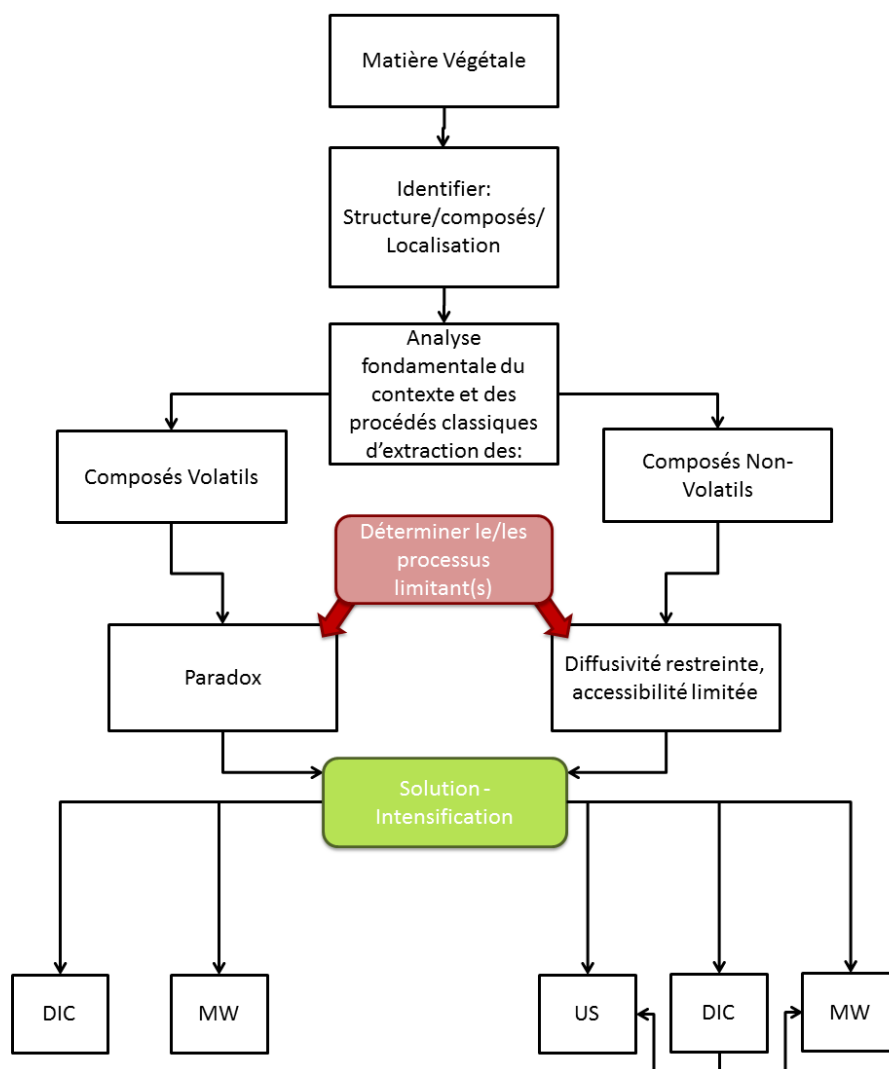 Matière Végétale
Identifier:
Structure/composés/
Localisation
Analyse
fondamentale du
contexte et des
procédés classiques
d'extraction des:
Composés Volatils
Composés Non-
Volatils
Déterminer le/les
processus
limitant(s)
Paradox
Diffusivité restreinte,
accessibilité limitée
Solution -
Intensification
DIC
MW
US
DIC
MW